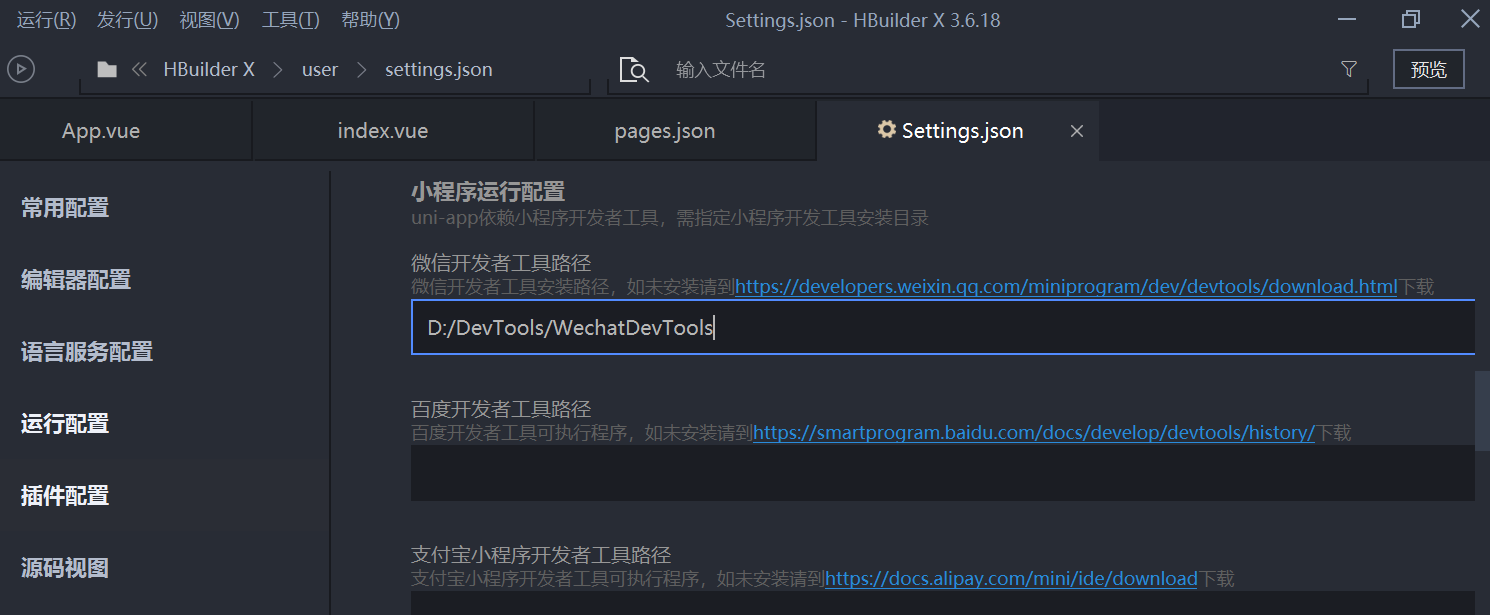 运行(R) 发行(U) 视图(V) 工具(T) 帮助(Y) Settings.json - HBuilder X 3.6.18
HBuilder X user settings.json 输入文件名 预览
App.vue index.vue pages.json Settings.json
常用配置
编辑器配置
语言服务配置
运行配置
插件配置
源码视图
小程序运行配置
uni-app依赖小程序开发者工具，需指定小程序开发工具安装目录
微信开发者工具路径
微信开发者工具安装路径，如未安装请到https://developers.weixin.qq.com/miniprogram/dev/devtools/download.html下载
D:/DevTools/WechatDevTools
百度开发者工具路径
百度开发者工具可执行程序，如未安装请到https://smartprogram.baidu.com/docs/develop/devtools/history/下载
支付宝小程序开发者工具路径
支付宝小程序开发者工具可执行程序，如未安装请到https://docs.alipay.com/mini/ide/download下载